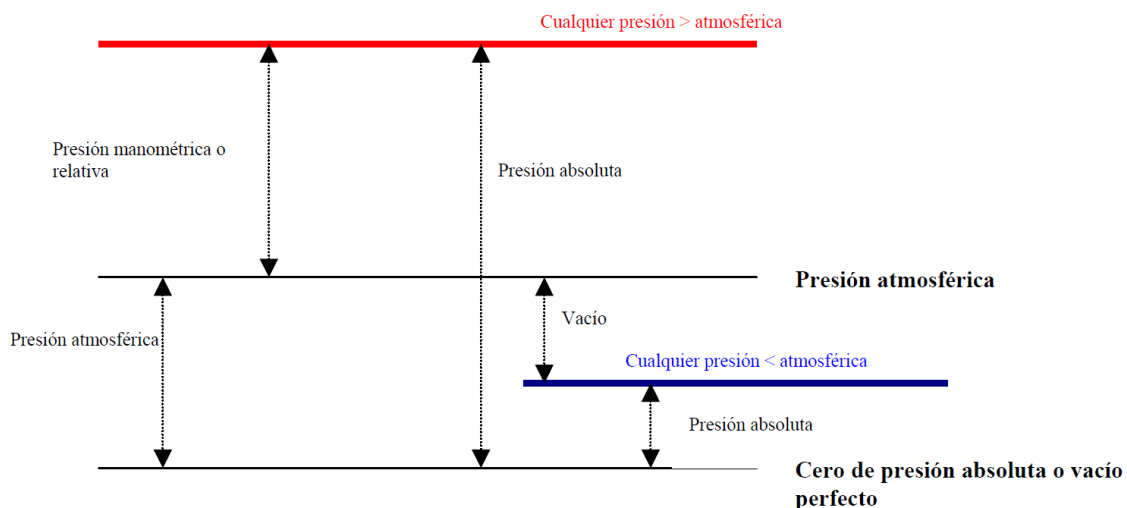 Cualquier presión > atmosférica
Presión manométrica o
relativa
Presión absoluta
Presión atmosférica
Vacío
Presión atmosférica
Cualquier presión < atmosférica
Presión absoluta
Cero de presión absoluta o vacío
perfecto